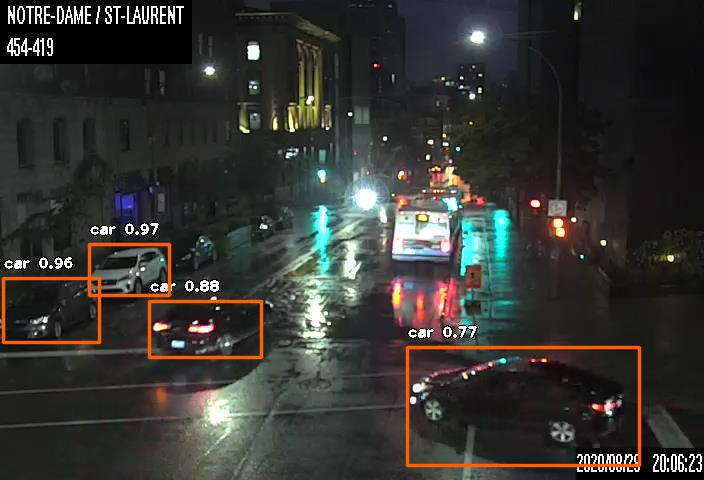 NOTRE-DAME / ST-LAURENT
454-419
car 0.97
car 0.96
car 0.88
car 0.77
2020/08/29 20:06:23